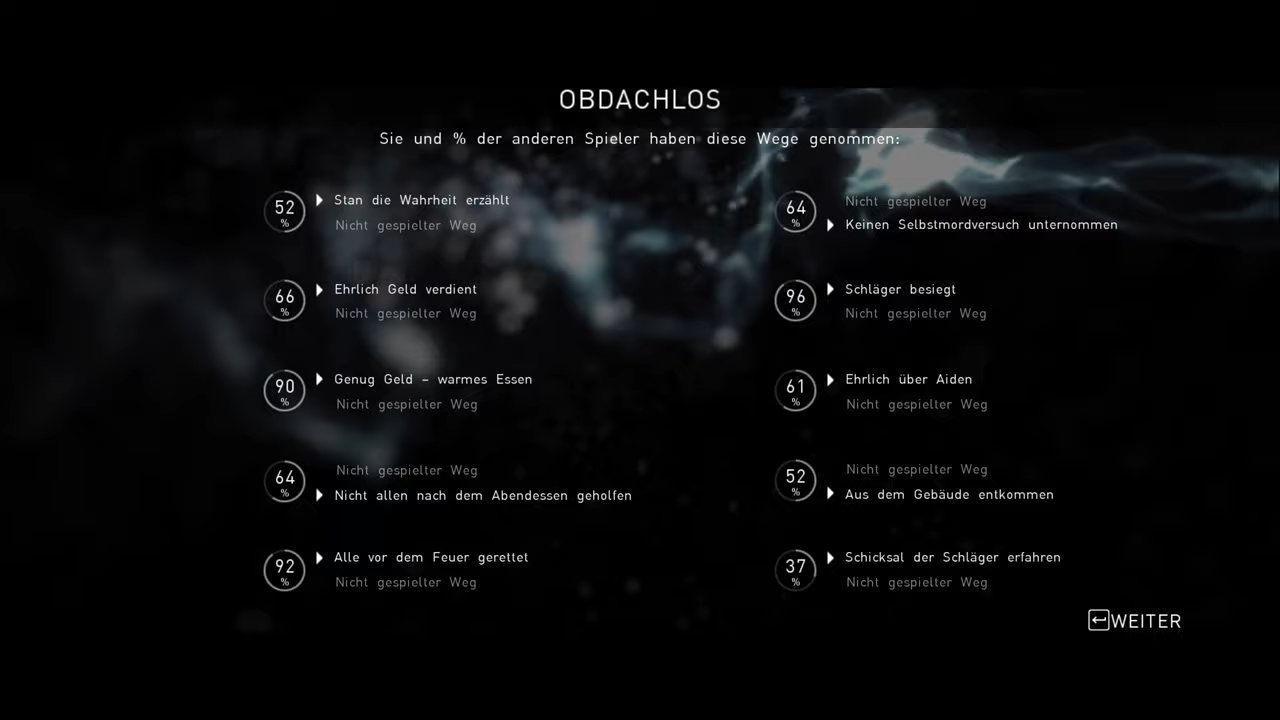 OBDACHLOS
Sie und % der anderen Spieler haben diese Wege genommen:
52 %
Stan die Wahrheit erzählt
Nicht gespielter Weg
66 %
Ehrlich Geld verdient
Nicht gespielter Weg
90 %
Genug Geld – warmes Essen
Nicht gespielter Weg
64 %
Nicht gespielter Weg
Nicht allen nach dem Abendessen geholfen
92 %
Alle vor dem Feuer gerettet
Nicht gespielter Weg
64 %
Nicht gespielter Weg
Keinen Selbstmordversuch unternommen
96 %
Schläger besiegt
Nicht gespielter Weg
61 %
Ehrlich über Aiden
Nicht gespielter Weg
52 %
Nicht gespielter Weg
Aus dem Gebäude entkommen
37 %
Schicksal der Schläger erfahren
Nicht gespielter Weg
WEITER